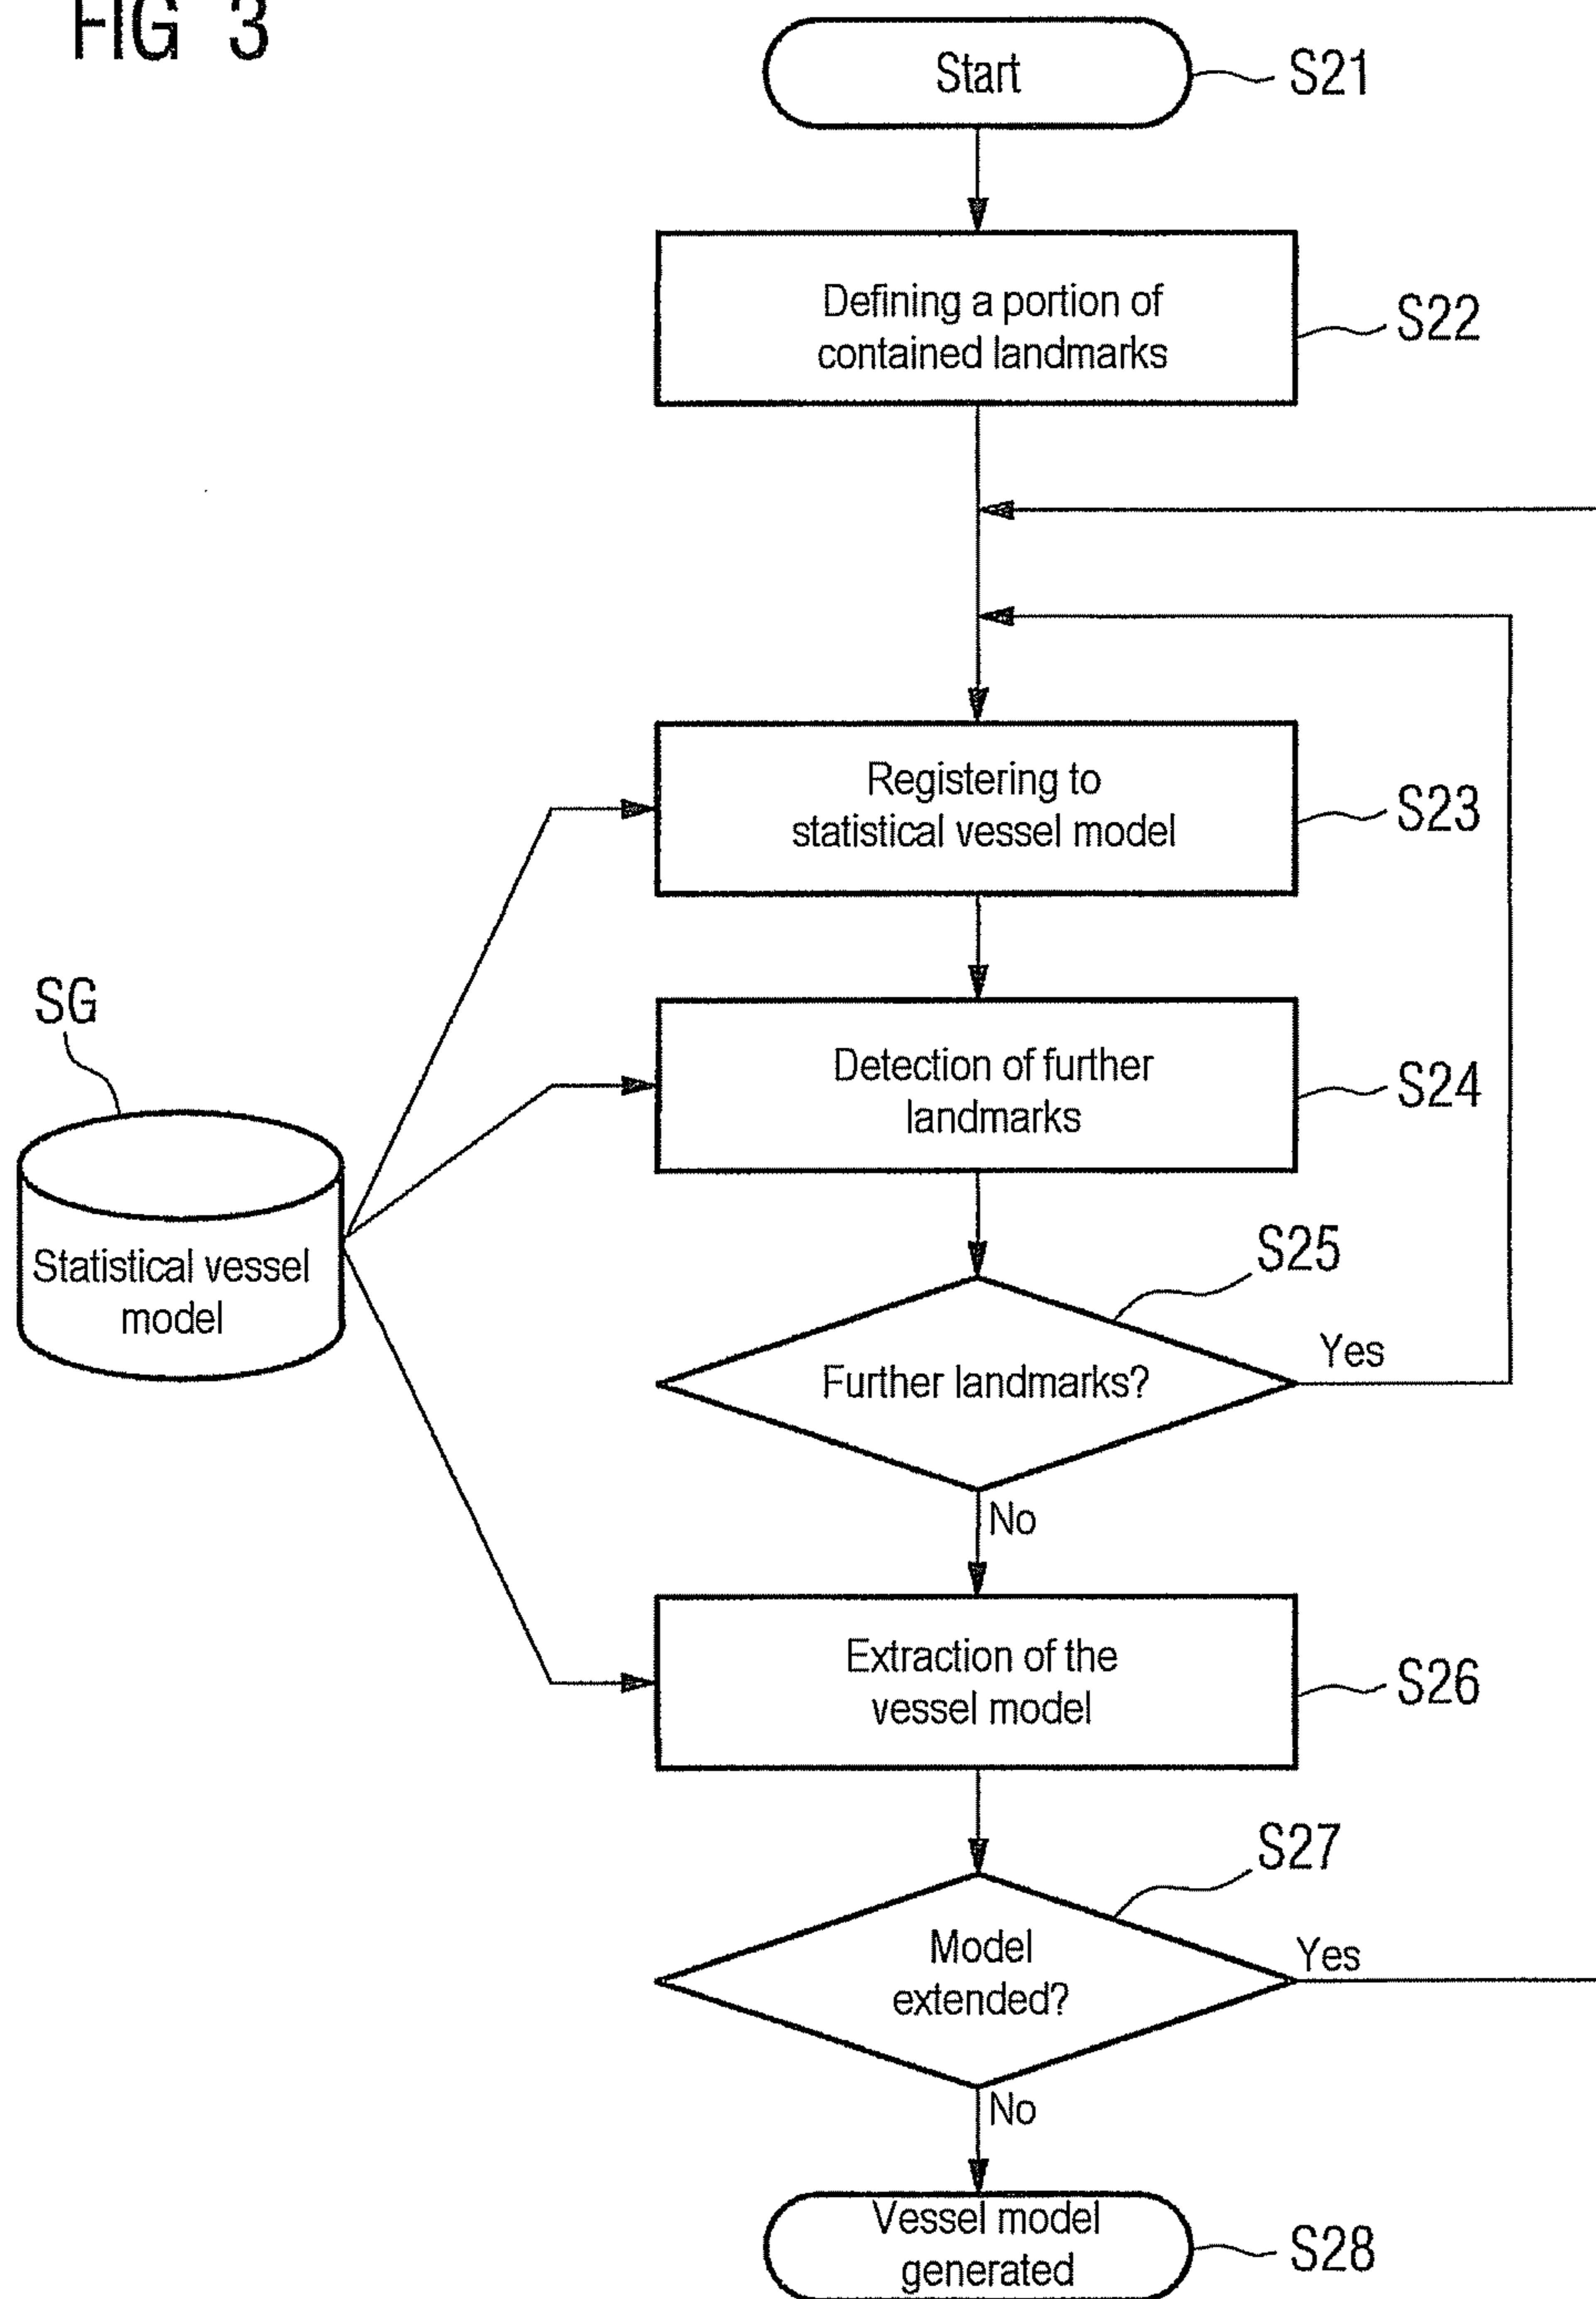 FIG 3
Start
S21
Defining a portion of
contained landmarks
S22
Registering to
statistical vessel model
S23
SG
Detection of further
landmarks
S24
Statistical vessel
model
S25
Further landmarks?
Yes
No
Extraction of the
vessel model
S26
S27
Model
extended?
Yes
No
Vessel model
generated
S28